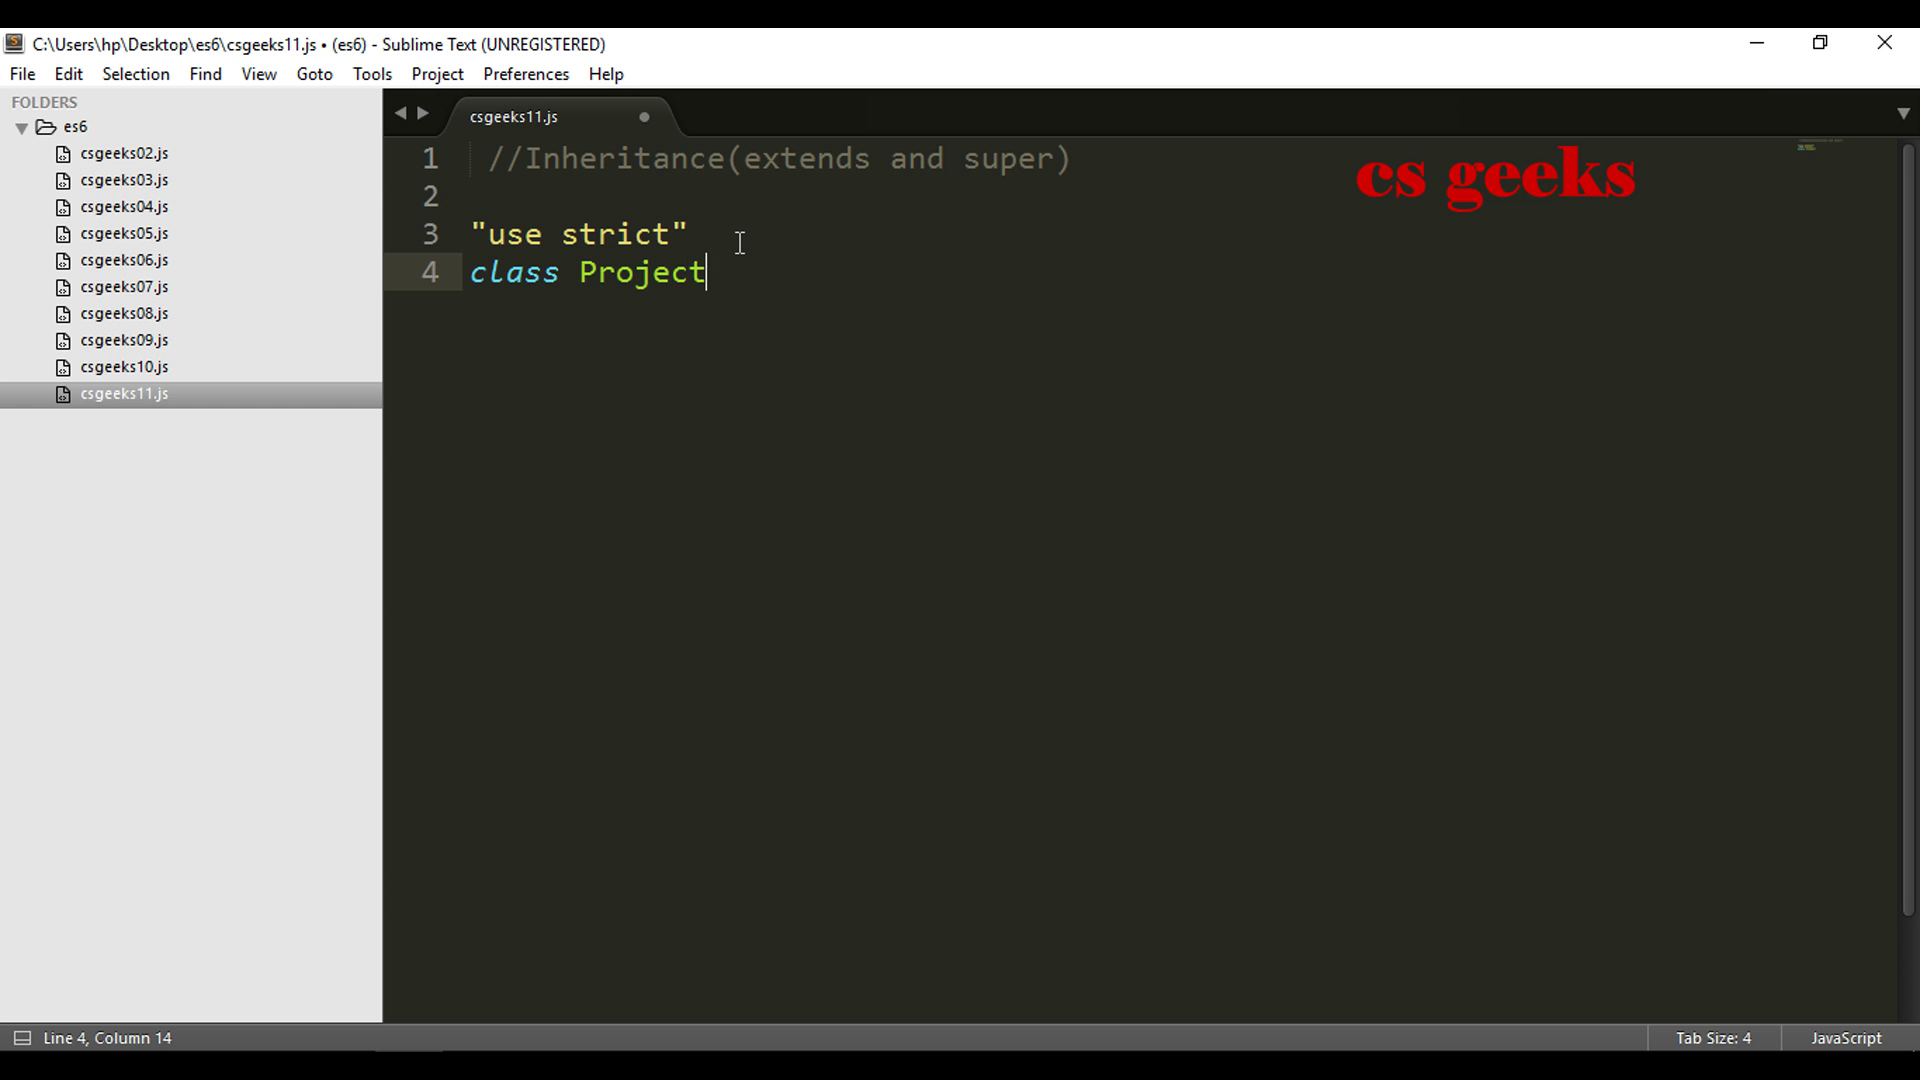 C:\Users\hp\Desktop\es6\csgeeks11.js • (es6) - Sublime Text (UNREGISTERED)
File Edit Selection Find View Goto Tools Project Preferences Help
FOLDERS
es6
csgeeks02.js
csgeeks03.js
csgeeks04.js
csgeeks05.js
csgeeks06.js
csgeeks07.js
csgeeks08.js
csgeeks09.js
csgeeks10.js
csgeeks11.js
csgeeks11.js
1 //Inheritance(extends and super)
2
3 "use strict"
4 class Project
cs geeks
Line 4, Column 14
Tab Size: 4
JavaScript